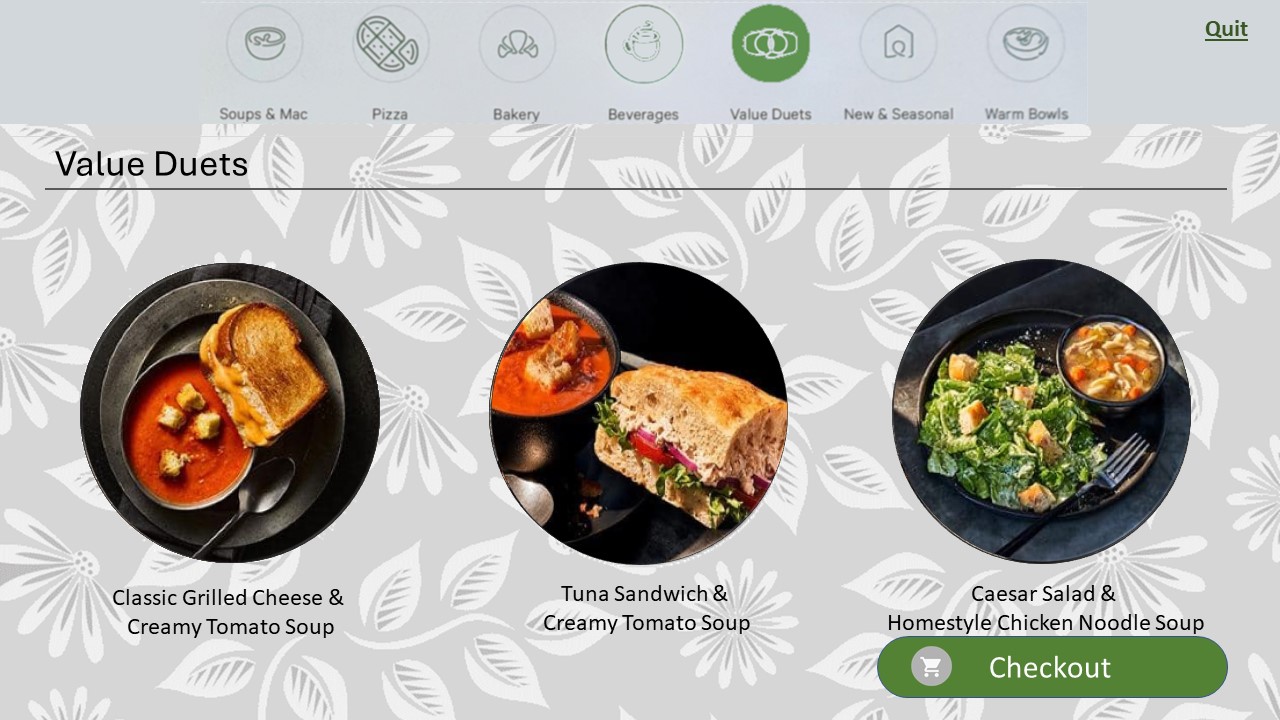 Quit
Soups & Mac
Pizza
Bakery
Beverages
Value Duets
New & Seasonal
Warm Bowls
Value Duets
Classic Grilled Cheese &
Creamy Tomato Soup
Tuna Sandwich &
Creamy Tomato Soup
Caesar Salad &
Homestyle Chicken Noodle Soup
Checkout